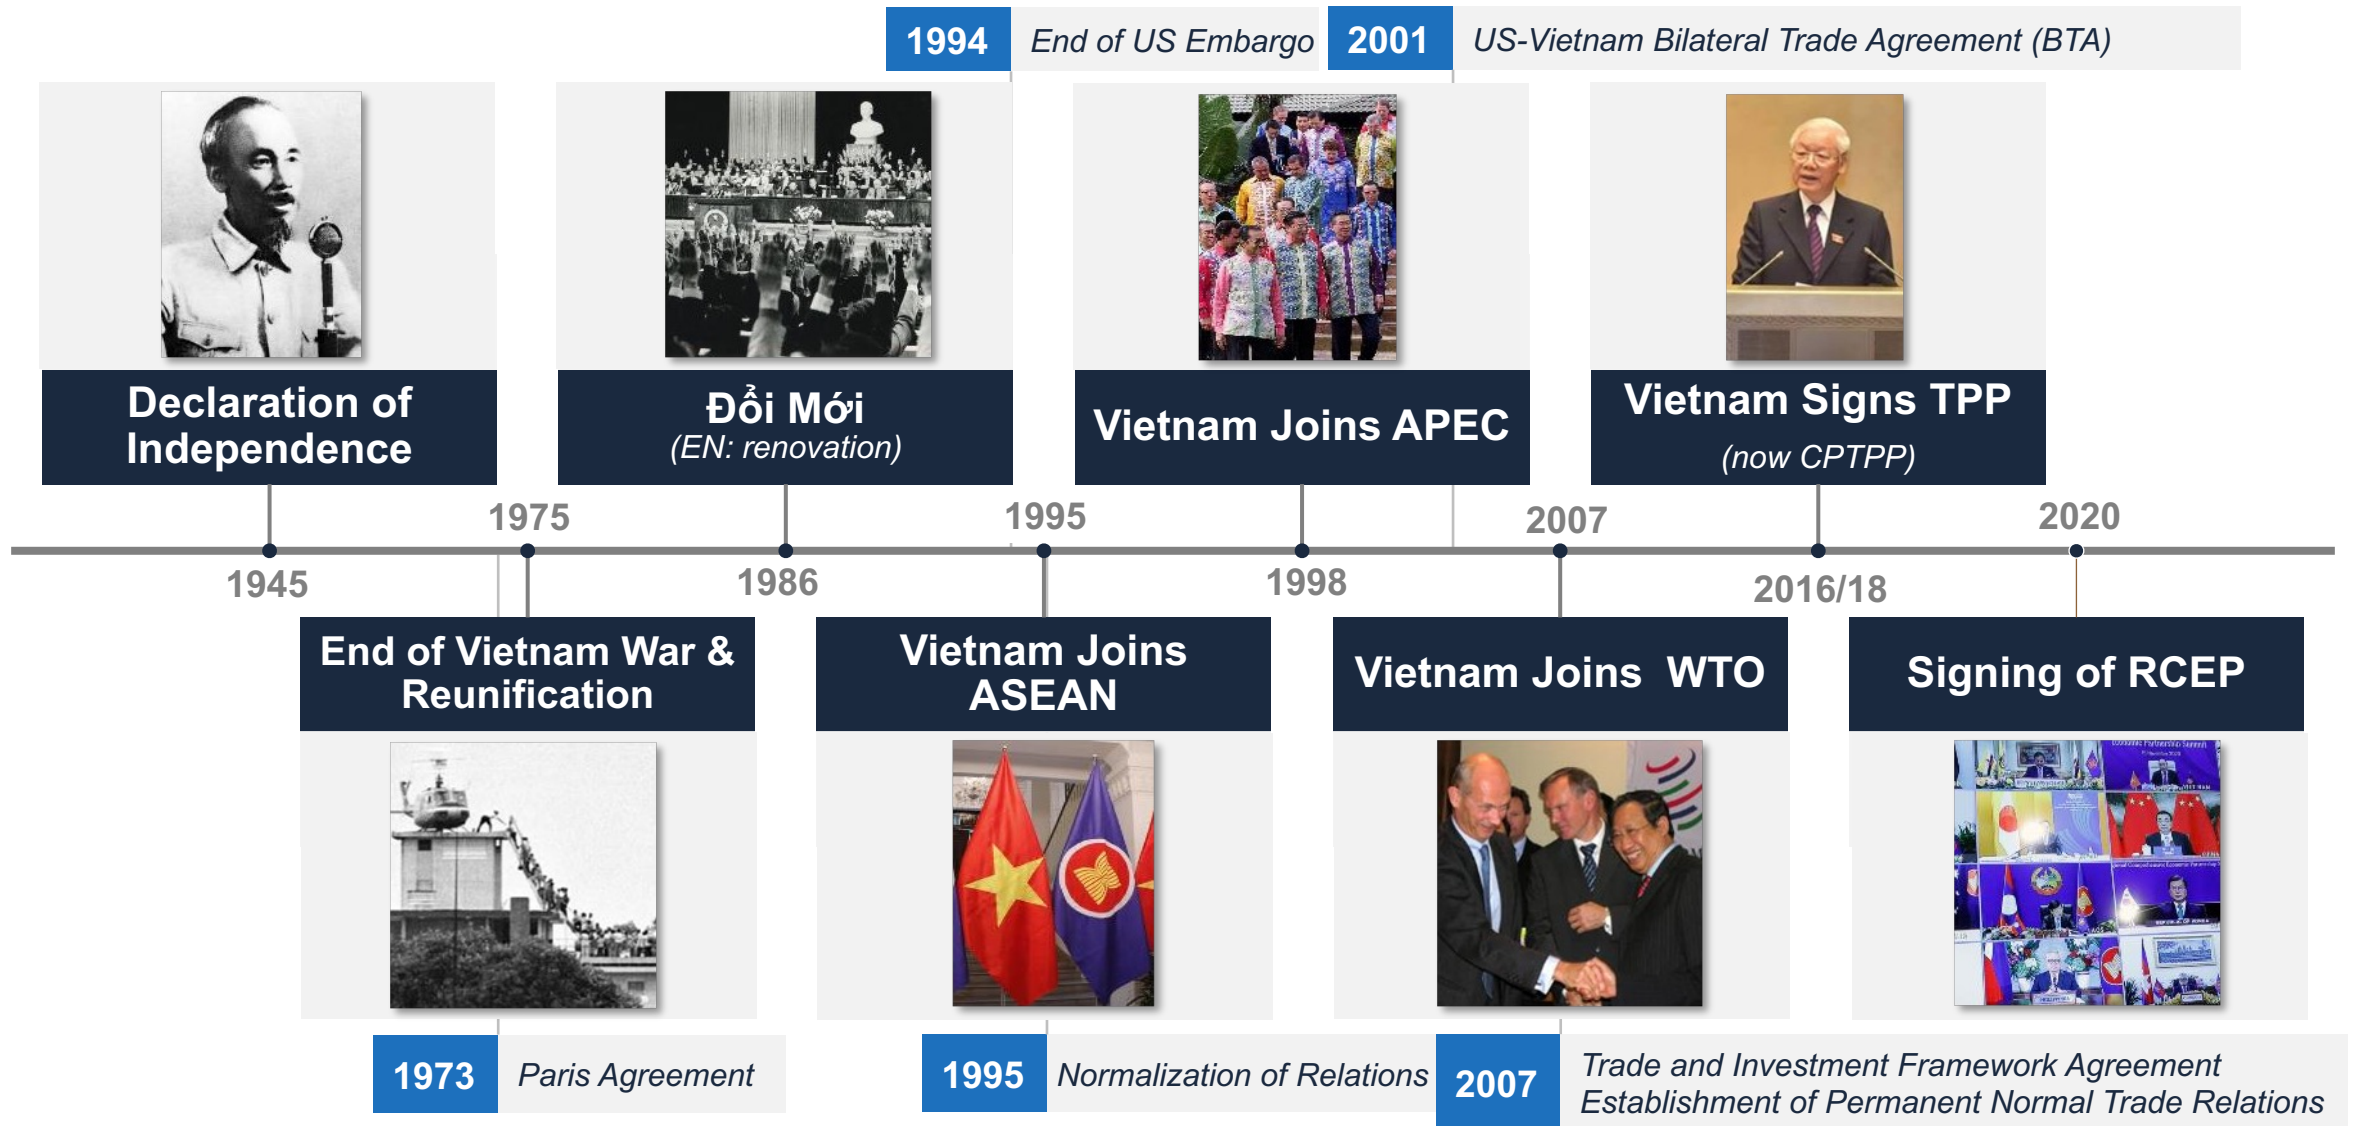 1994
End of US Embargo
2001
US-Vietnam Bilateral Trade Agreement (BTA)
Declaration of
Independence
Đổi Mới
(EN: renovation)
Vietnam Joins APEC
Vietnam Signs TPP
(now CPTPP)
1975
1995
2007
2020
1945
1986
1998
2016/18
End of Vietnam War &
Reunification
Vietnam Joins
ASEAN
Vietnam Joins WTO
Signing of RCEP
1973
Paris Agreement
1995
Normalization of Relations
2007
Trade and Investment Framework Agreement
Establishment of Permanent Normal Trade Relations